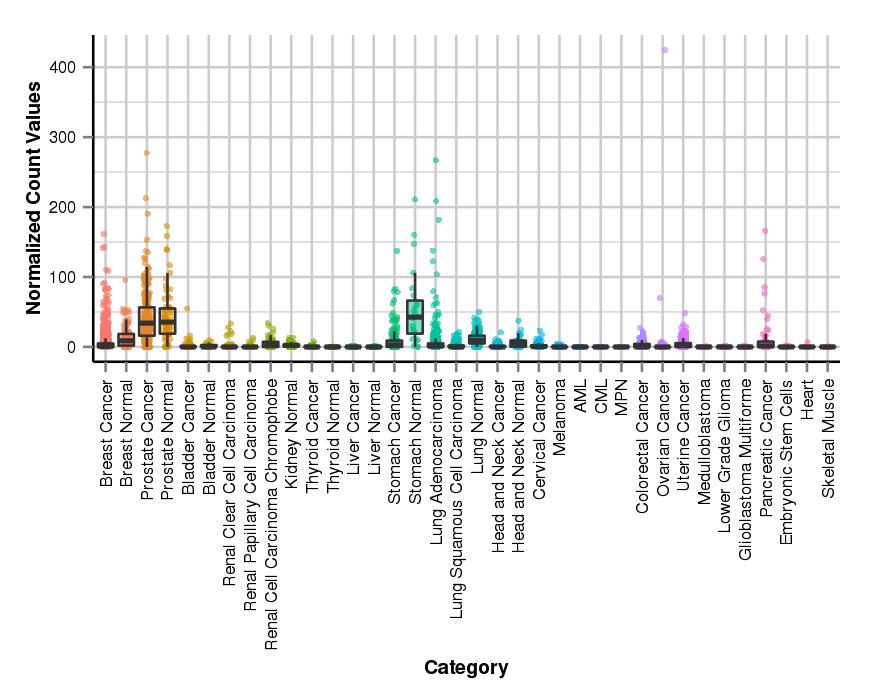 Normalized Count Values
400
300
200
100
0
Breast Cancer
Breast Normal
Prostate Cancer
Prostate Normal
Bladder Cancer
Bladder Normal
Renal Clear Cell Carcinoma
Renal Papillary Cell Carcinoma
Renal Cell Carcinoma Chromophobe
Kidney Normal
Thyroid Cancer
Thyroid Normal
Liver Cancer
Liver Normal
Stomach Cancer
Stomach Normal
Lung Adenocarcinoma
Lung Squamous Cell Carcinoma
Lung Normal
Head and Neck Cancer
Head and Neck Normal
Cervical Cancer
Melanoma
AML
CML
MPN
Colorectal Cancer
Ovarian Cancer
Uterine Cancer
Medulloblastoma
Lower Grade Glioma
Glioblastoma Multiforme
Pancreatic Cancer
Embryonic Stem Cells
Heart
Skeletal Muscle
Category